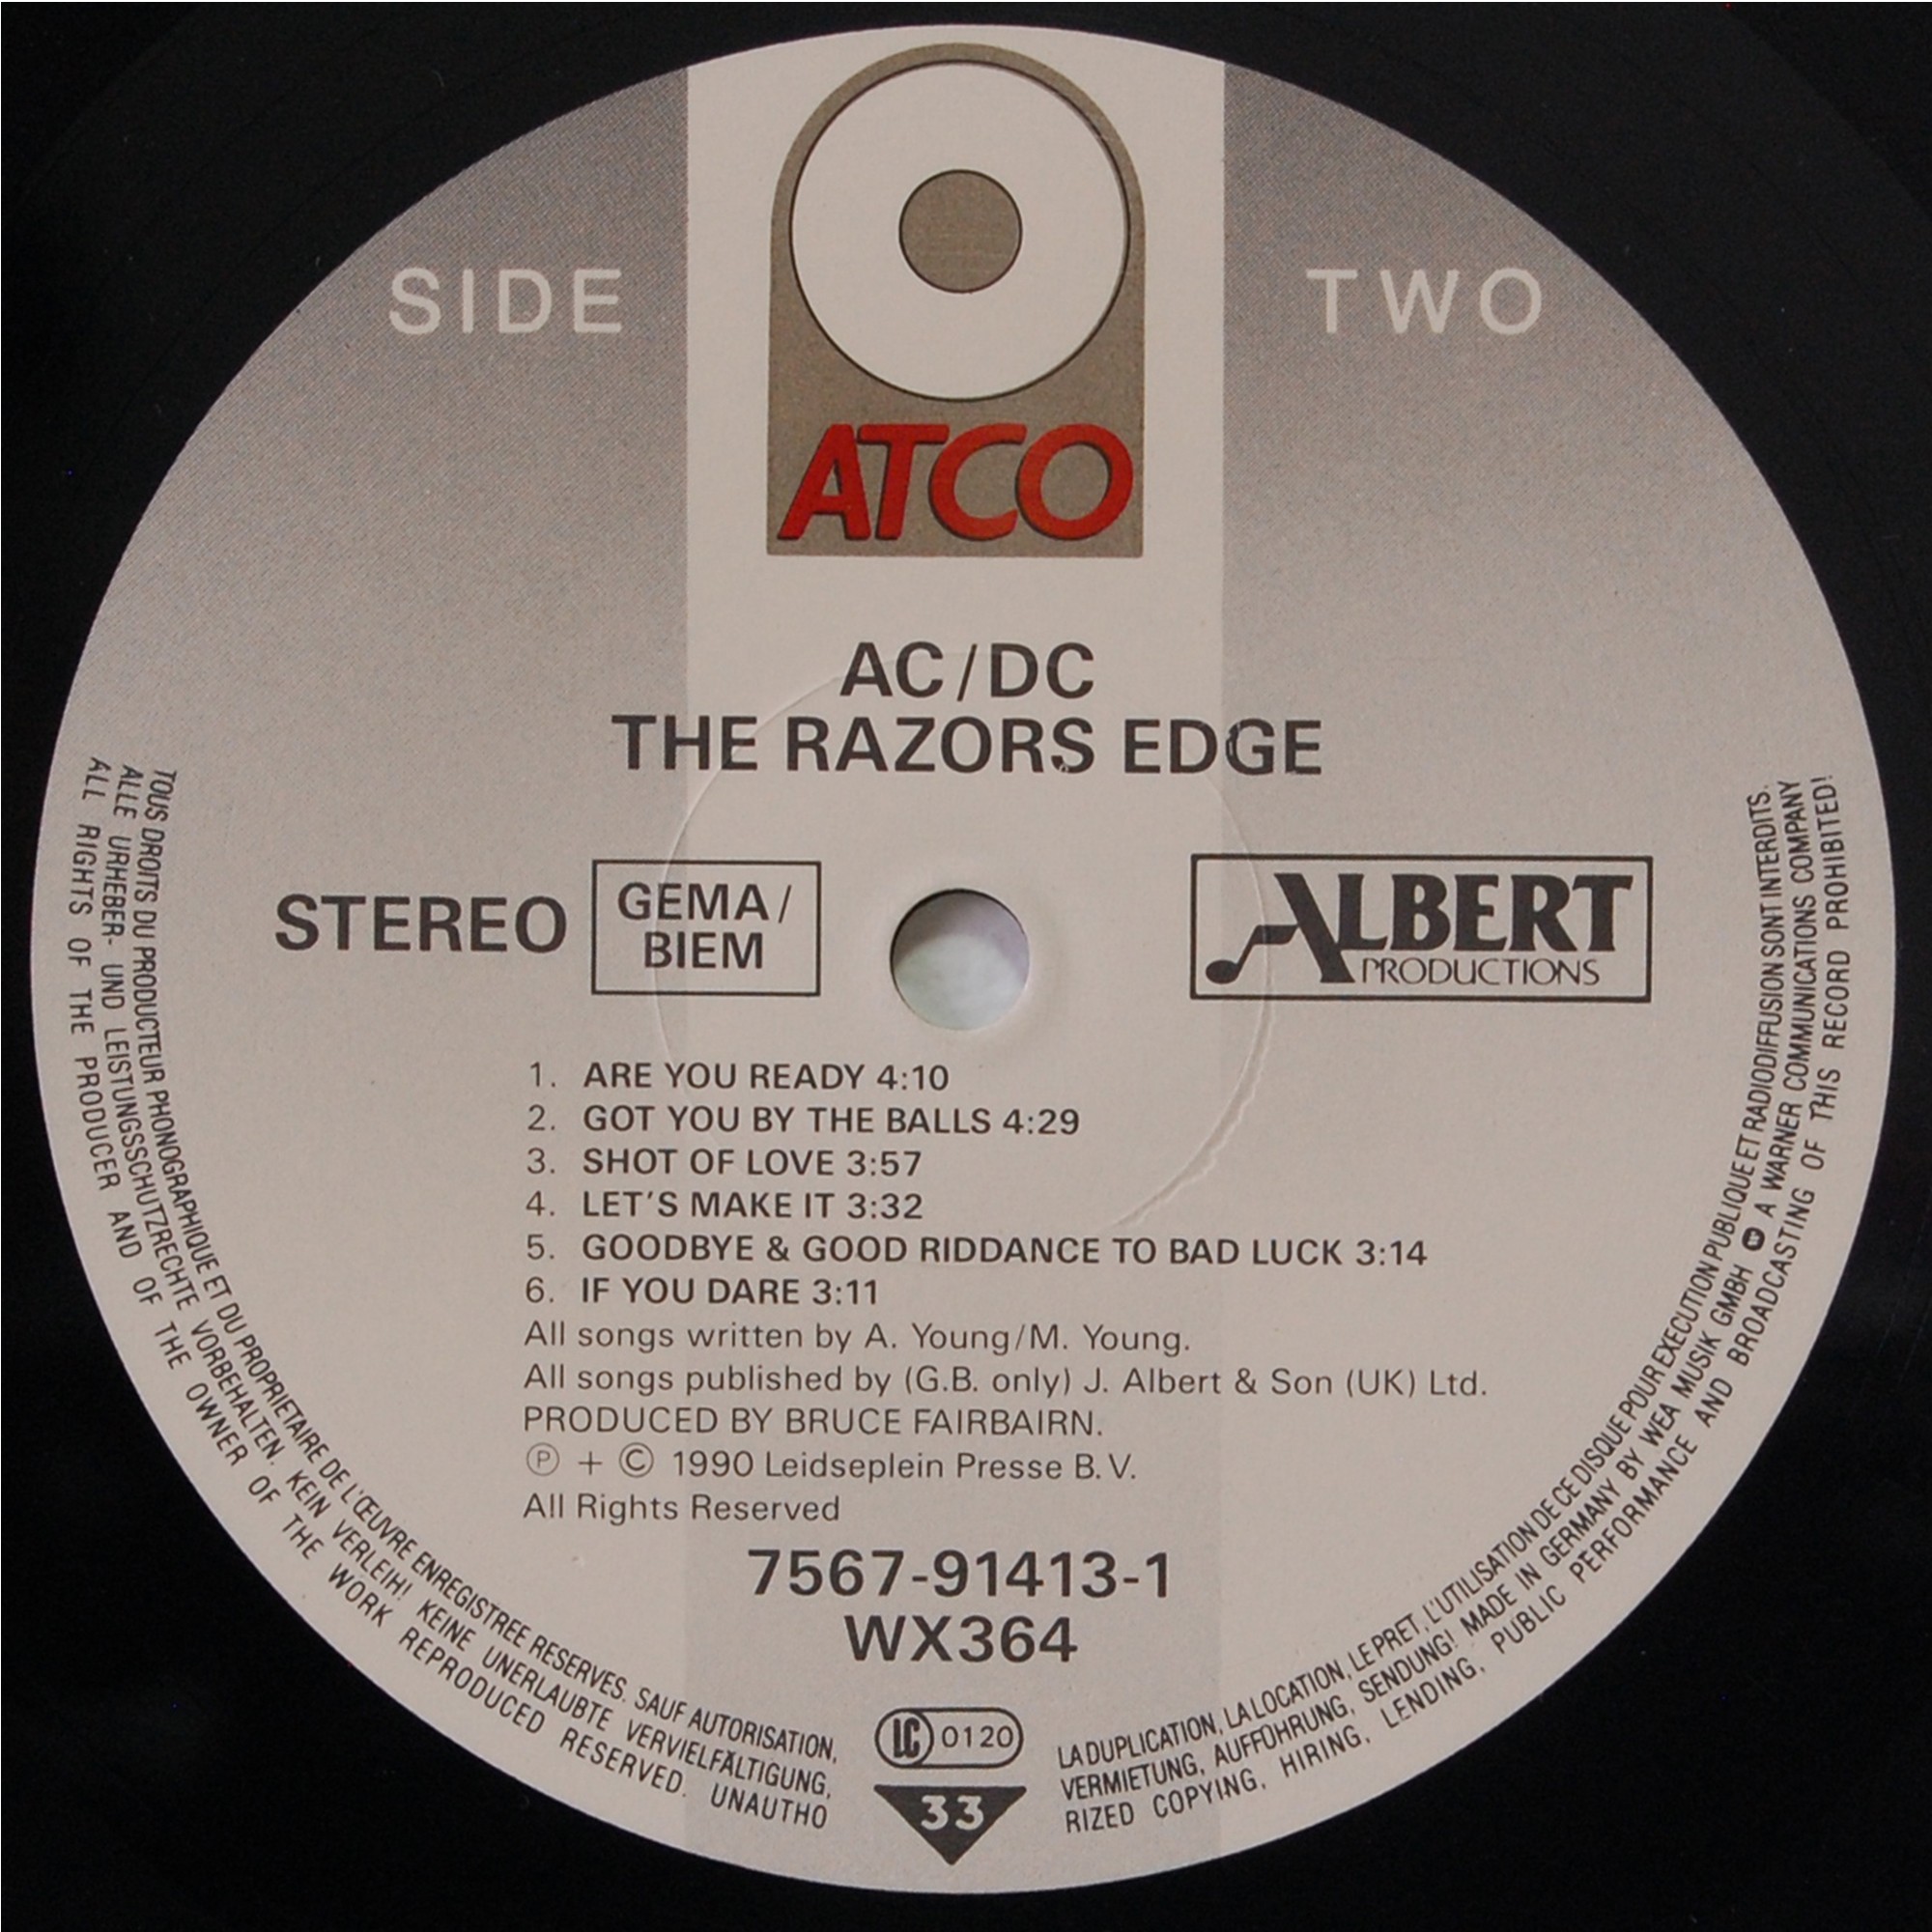 SIDE TWO
ATCO
AC/DC
THE RAZORS EDGE
STEREO
GEMA/
BIEM
ALBERT
PRODUCTIONS
1. ARE YOU READY 4:10
2. GOT YOU BY THE BALLS 4:29
3. SHOT OF LOVE 3:57
4. LET'S MAKE IT 3:32
5. GOODBYE & GOOD RIDDANCE TO BAD LUCK 3:14
6. IF YOU DARE 3:11
All songs written by A. Young/M. Young.
All songs published by (G.B. only) J. Albert & Son (UK) Ltd.
PRODUCED BY BRUCE FAIRBAIRN.
Ⓟ + © 1990 Leidseplein Presse B.V.
All Rights Reserved
7567-91413-1
WX364
LC 0120
33
TOUS DROITS DU PRODUCTEUR PHONOGRAPHIQUE ET DU PROPRIETAIRE DE L'ŒUVRE ENREGISTREE RESERVES. SAUF AUTORISATION, LA DUPLICATION, LA LOCATION, LE PRET, L'UTILISATION DE CE DISQUE POUR EXECUTION PUBLIQUE ET RADIODIFFUSION SONT INTERDITS.
ALLE URHEBER- UND LEISTUNGSSCHUTZRECHTE VORBEHALTEN. KEIN VERLEIH! KEINE UNERLAUBTE VERVIELFÄLTIGUNG, VERMIETUNG, AUFFÜHRUNG, SENDUNG! MADE IN GERMANY BY WEA MUSIK GMBH W A WARNER COMMUNICATIONS COMPANY
ALL RIGHTS OF THE PRODUCER AND OF THE OWNER OF THE WORK REPRODUCED RESERVED. UNAUTHORIZED COPYING, HIRING, LENDING, PUBLIC PERFORMANCE AND BROADCASTING OF THIS RECORD PROHIBITED!